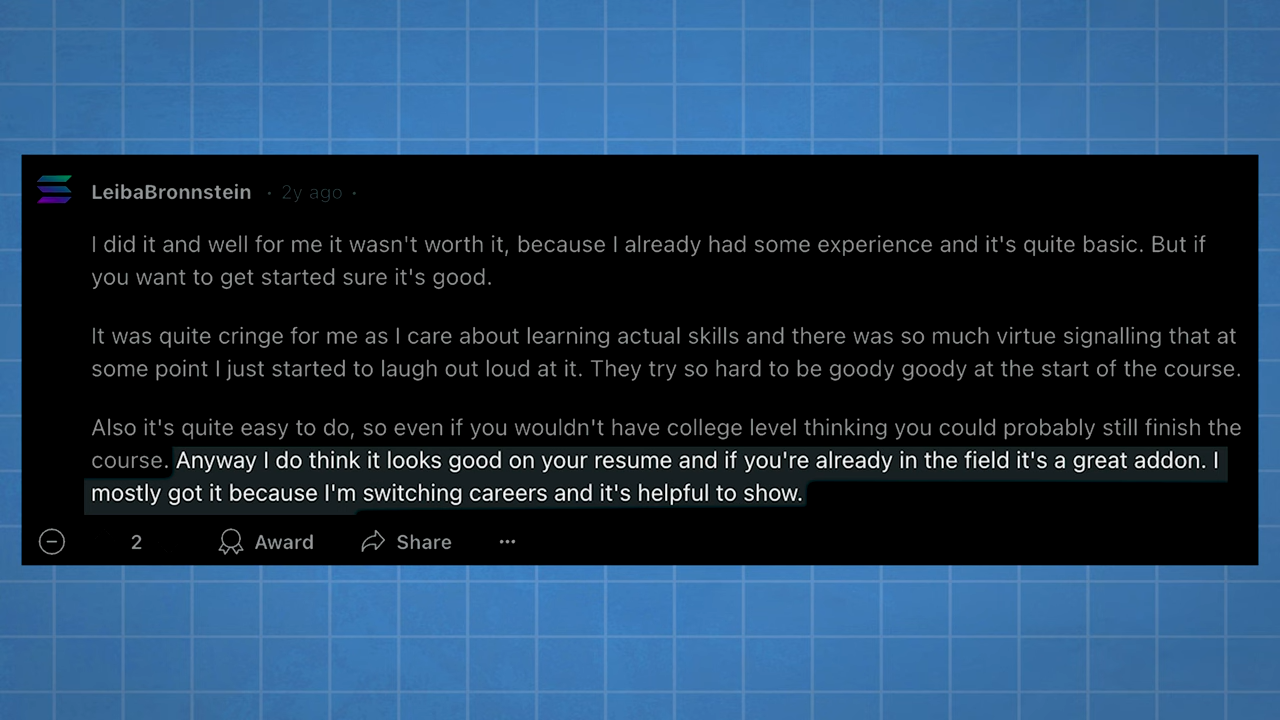 LeibaBronnstein · 2y ago ·
I did it and well for me it wasn't worth it, because I already had some experience and it's quite basic. But if
you want to get started sure it's good.
It was quite cringe for me as I care about learning actual skills and there was so much virtue signalling that at
some point I just started to laugh out loud at it. They try so hard to be goody goody at the start of the course.
Also it's quite easy to do, so even if you wouldn't have college level thinking you could probably still finish the
course. Anyway I do think it looks good on your resume and if you're already in the field it's a great addon. I
mostly got it because I'm switching careers and it's helpful to show.
2 Award Share ...